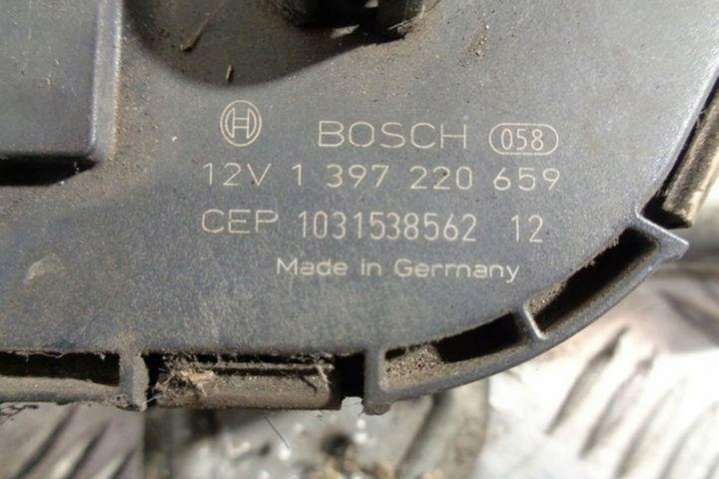 BOSCH 058
12V 1 397 220 659
CEP 1031538562 12
Made in Germany